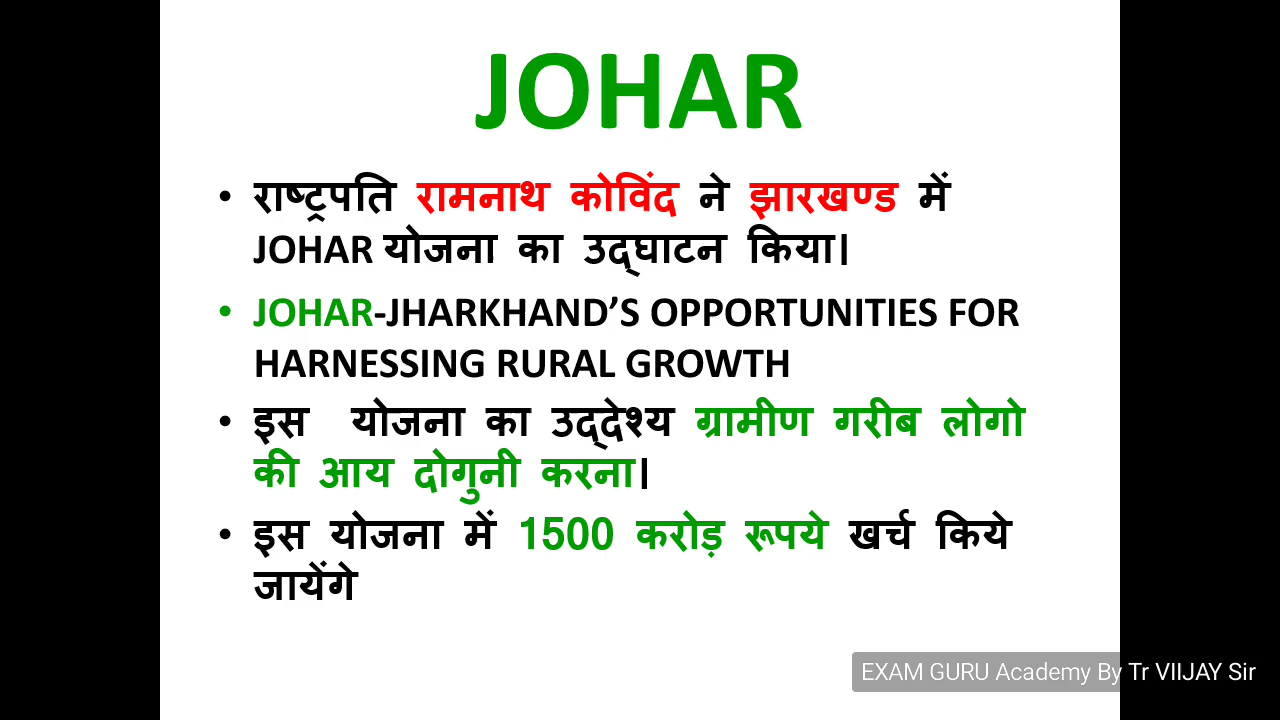 JOHAR
• राष्ट्रपति रामनाथ कोविंद ने झारखण्ड में
JOHAR योजना का उद्घाटन किया।
• JOHAR-JHARKHAND’S OPPORTUNITIES FOR
HARNESSING RURAL GROWTH
• इस योजना का उद्देश्य ग्रामीण गरीब लोगो
की आय दोगुनी करना।
• इस योजना में 1500 करोड़ रूपये खर्च किये
जायेंगे
EXAM GURU Academy By Tr VIIJAY Sir